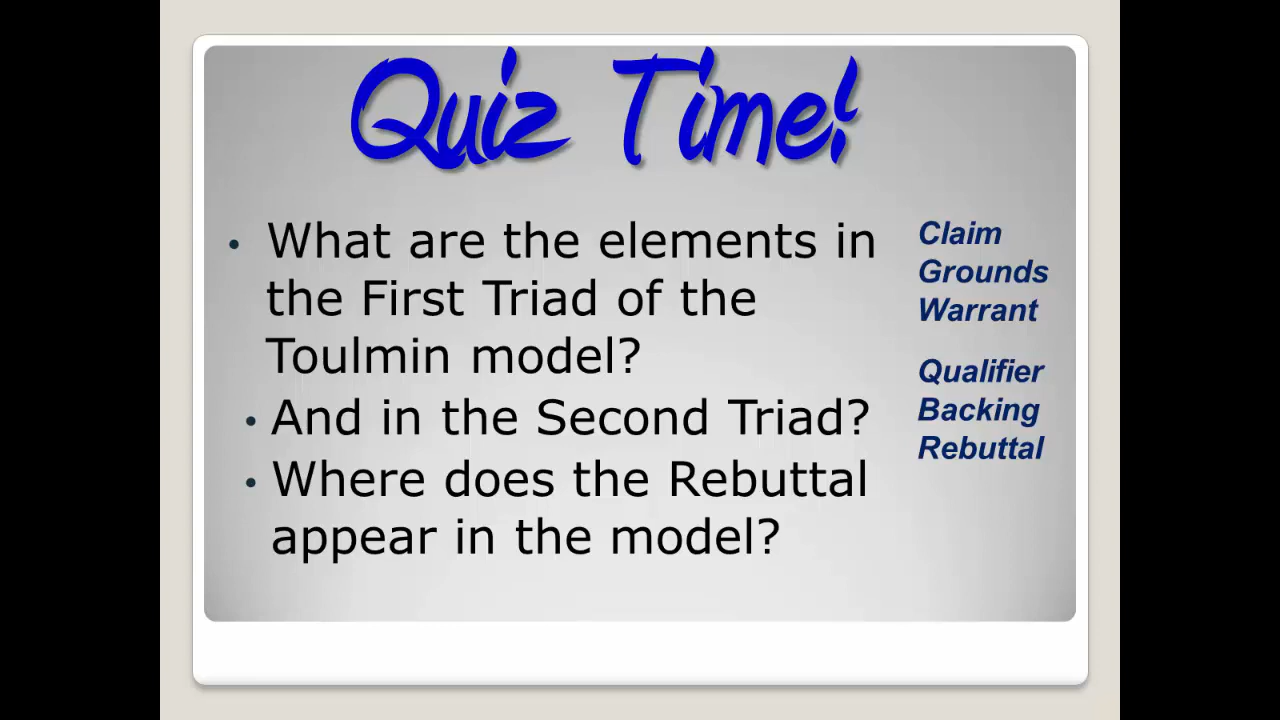 Quiz Time!
• What are the elements in
the First Triad of the
Toulmin model?
• And in the Second Triad?
• Where does the Rebuttal
appear in the model?
Claim
Grounds
Warrant
Qualifier
Backing
Rebuttal